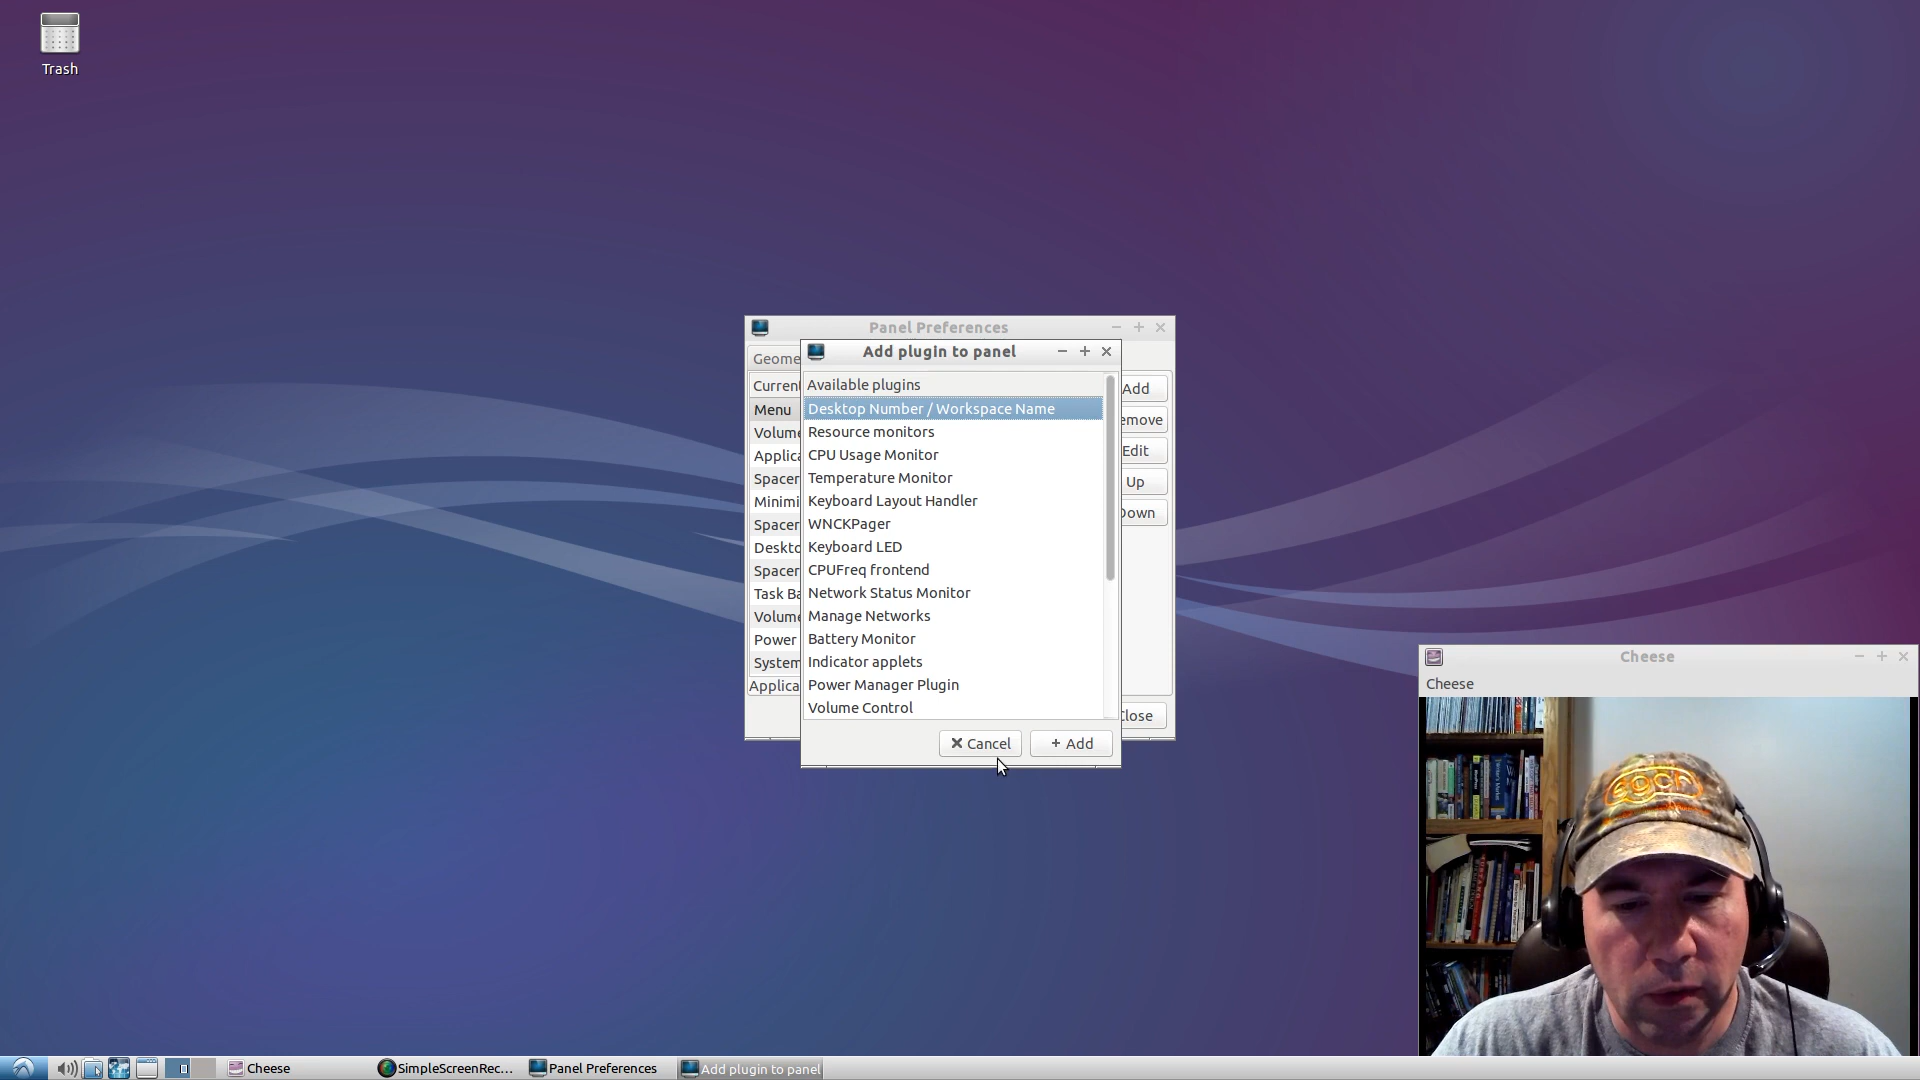 Trash
Panel Preferences
Geome
Add plugin to panel
Current
Menu
Volume
Applica
Spacer
Minimi
Spacer
Deskto
Spacer
Task Ba
Volume
Power
System
Applica
Available plugins
Desktop Number / Workspace Name
Resource monitors
CPU Usage Monitor
Temperature Monitor
Keyboard Layout Handler
WNCKPager
Keyboard LED
CPUFreq frontend
Network Status Monitor
Manage Networks
Battery Monitor
Indicator applets
Power Manager Plugin
Volume Control
Cancel
+ Add
Add
emove
Edit
Up
Down
Close
Cheese
Cheese
Cheese
SimpleScreenRec...
Panel Preferences
Add plugin to panel